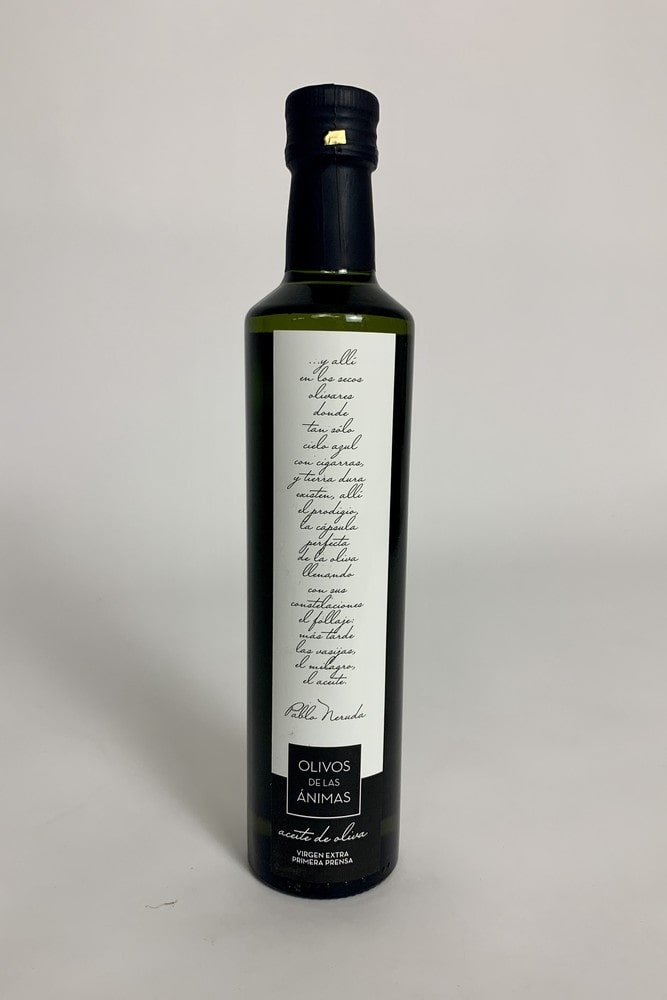 ...y allí
en los secos
olivares
donde
tan sólo
cielo azul
con cigarras,
y tierra dura
existen, allí
el prodigio,
la cápsula
perfecta
de la oliva
llenando
con sus
constelaciones
el follaje:
más tarde
las vasijas,
el milagro,
el aceite.
Pablo Neruda
OLIVOS
DE LAS
ÁNIMAS
aceite de oliva
VIRGEN EXTRA
PRIMERA PRENSA